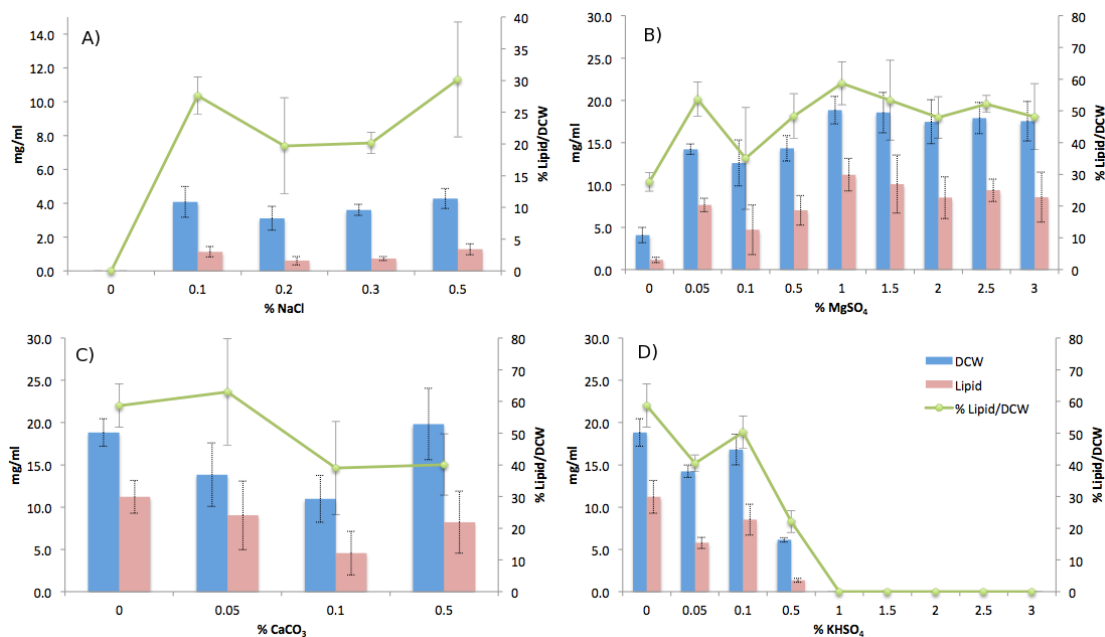 A)
14.0
12.0
10.0
8.0
6.0
4.0
2.0
0.0
mg/ml
40
35
30
25
20
15
10
5
0
% Lipid/DCW
0 0.1 0.2 0.3 0.5
% NaCl
B)
30.0
25.0
20.0
15.0
10.0
5.0
0.0
mg/ml
80
70
60
50
40
30
20
10
0
% Lipid/DCW
0 0.05 0.1 0.5 1 1.5 2 2.5 3
% MgSO₄
C)
30.0
25.0
20.0
15.0
10.0
5.0
0.0
mg/ml
80
70
60
50
40
30
20
10
0
% Lipid/DCW
0 0.05 0.1 0.5
% CaCO₃
D)
30.0
25.0
20.0
15.0
10.0
5.0
0.0
mg/ml
DCW
Lipid
% Lipid/DCW
80
70
60
50
40
30
20
10
0
% Lipid/DCW
0 0.05 0.1 0.5 1 1.5 2 2.5 3
% KHSO₄